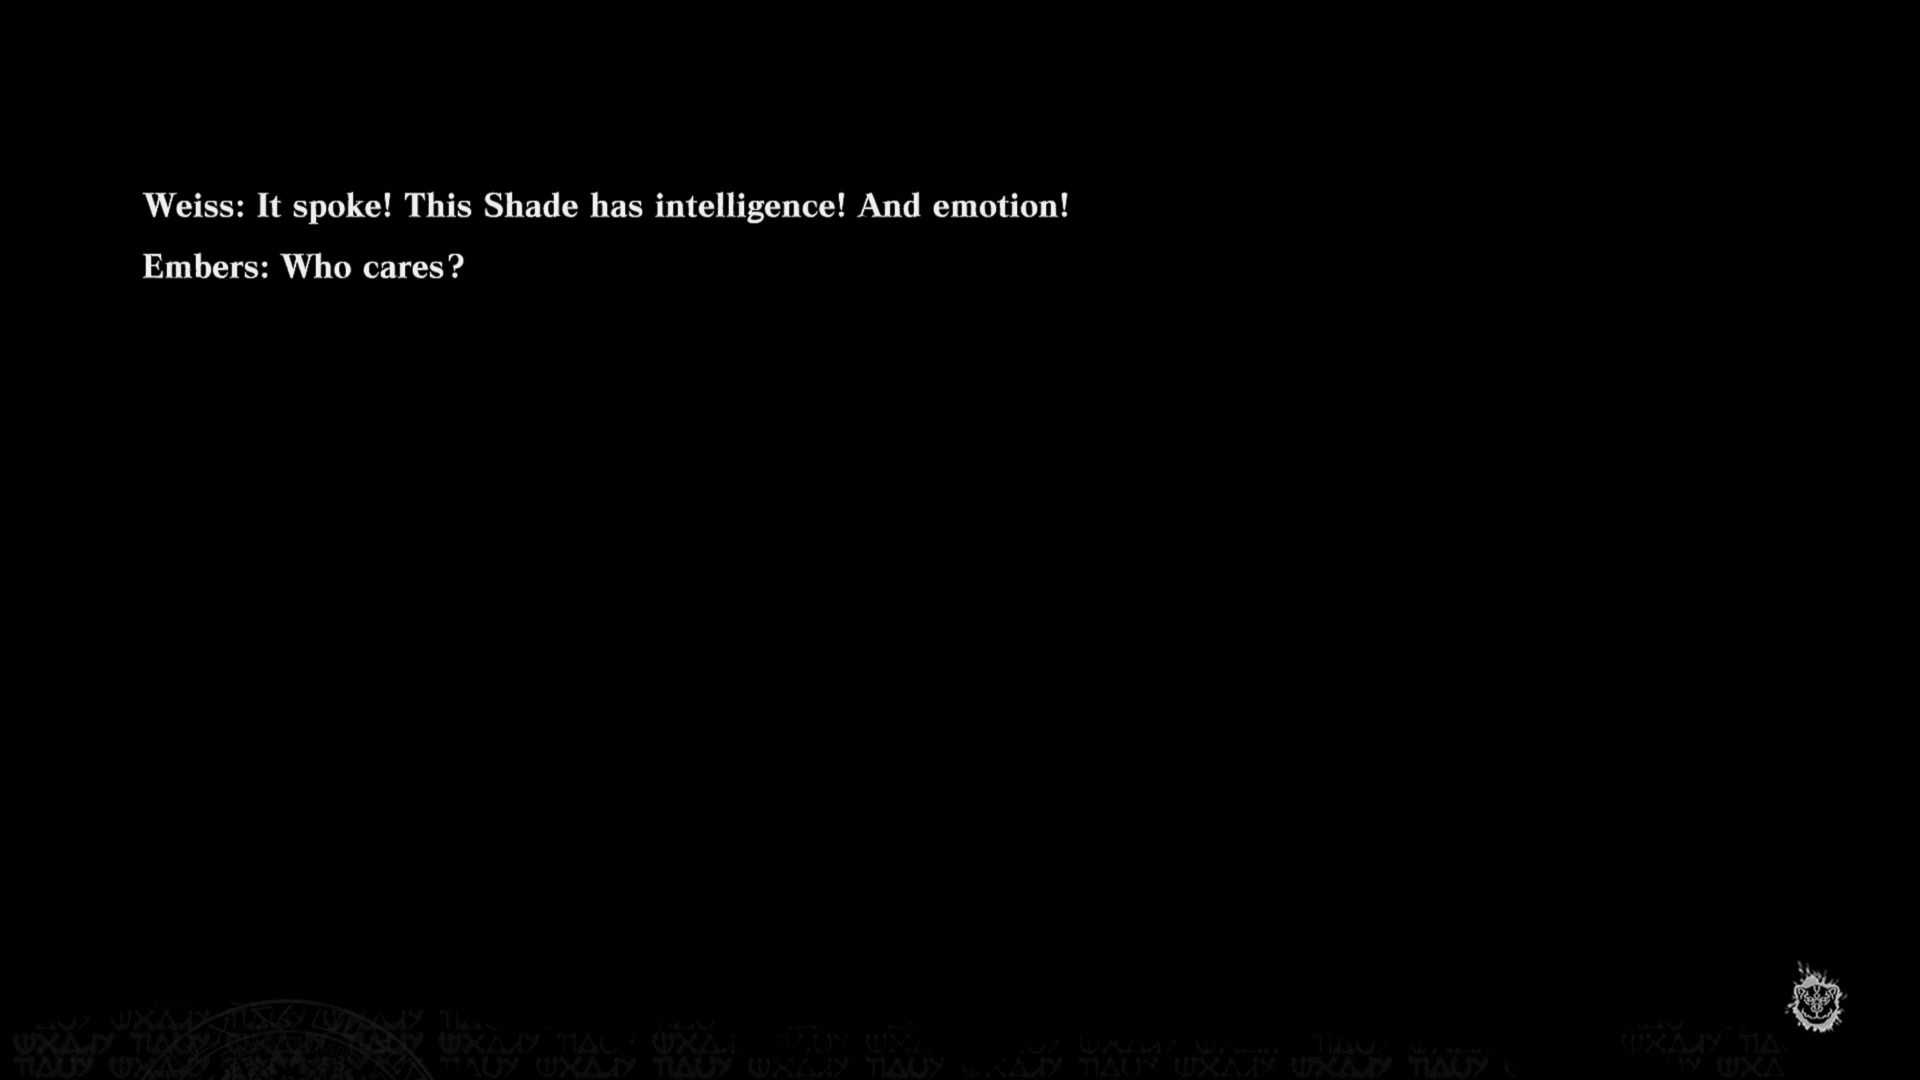 Weiss: It spoke! This Shade has intelligence! And emotion!
Embers: Who cares?